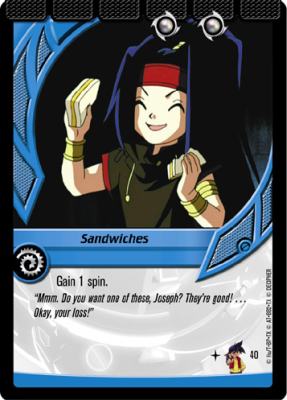 Sandwiches
Gain 1 spin.
“Mmm. Do you want one of these, Joseph? They're good! . . .
Okay, your loss!”
40